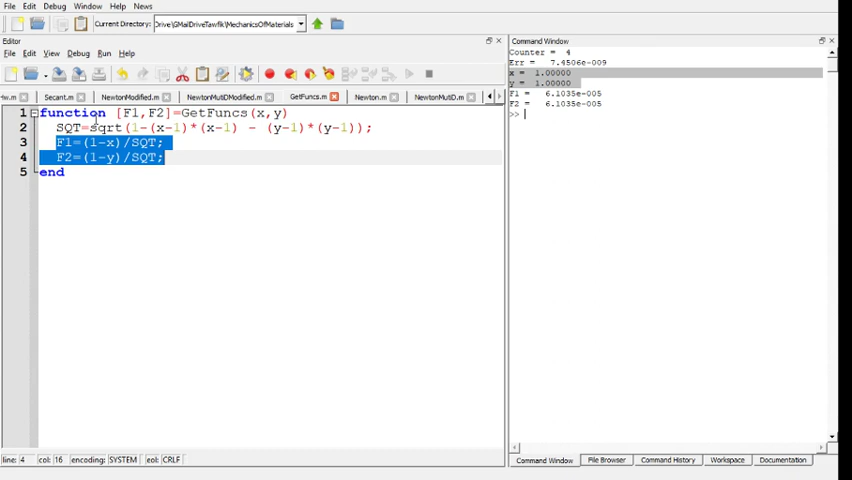 File Edit Debug Window Help News
Current Directory: Drive\GMailDriveTawfik\MechanicsOfMaterials
Editor
File Edit View Debug Run Help
Secant.m NewtonModified.m NewtonMutiDModified.m GetFuncs.m Newton.m NewtonMutiD.m
1 function [F1,F2]=GetFuncs(x,y)
2 SQT=sqrt(1-(x-1)*(x-1) - (y-1)*(y-1));
3 F1=(1-x)/SQT;
4 F2=(1-y)/SQT;
5 end
line: 4 col: 16 encoding: SYSTEM eol: CRLF
Command Window
Counter = 4
Err = 7.4506e-009
x = 1.00000
y = 1.00000
F1 = 6.1035e-005
F2 = 6.1035e-005
>>
Command Window File Browser Command History Workspace Documentation